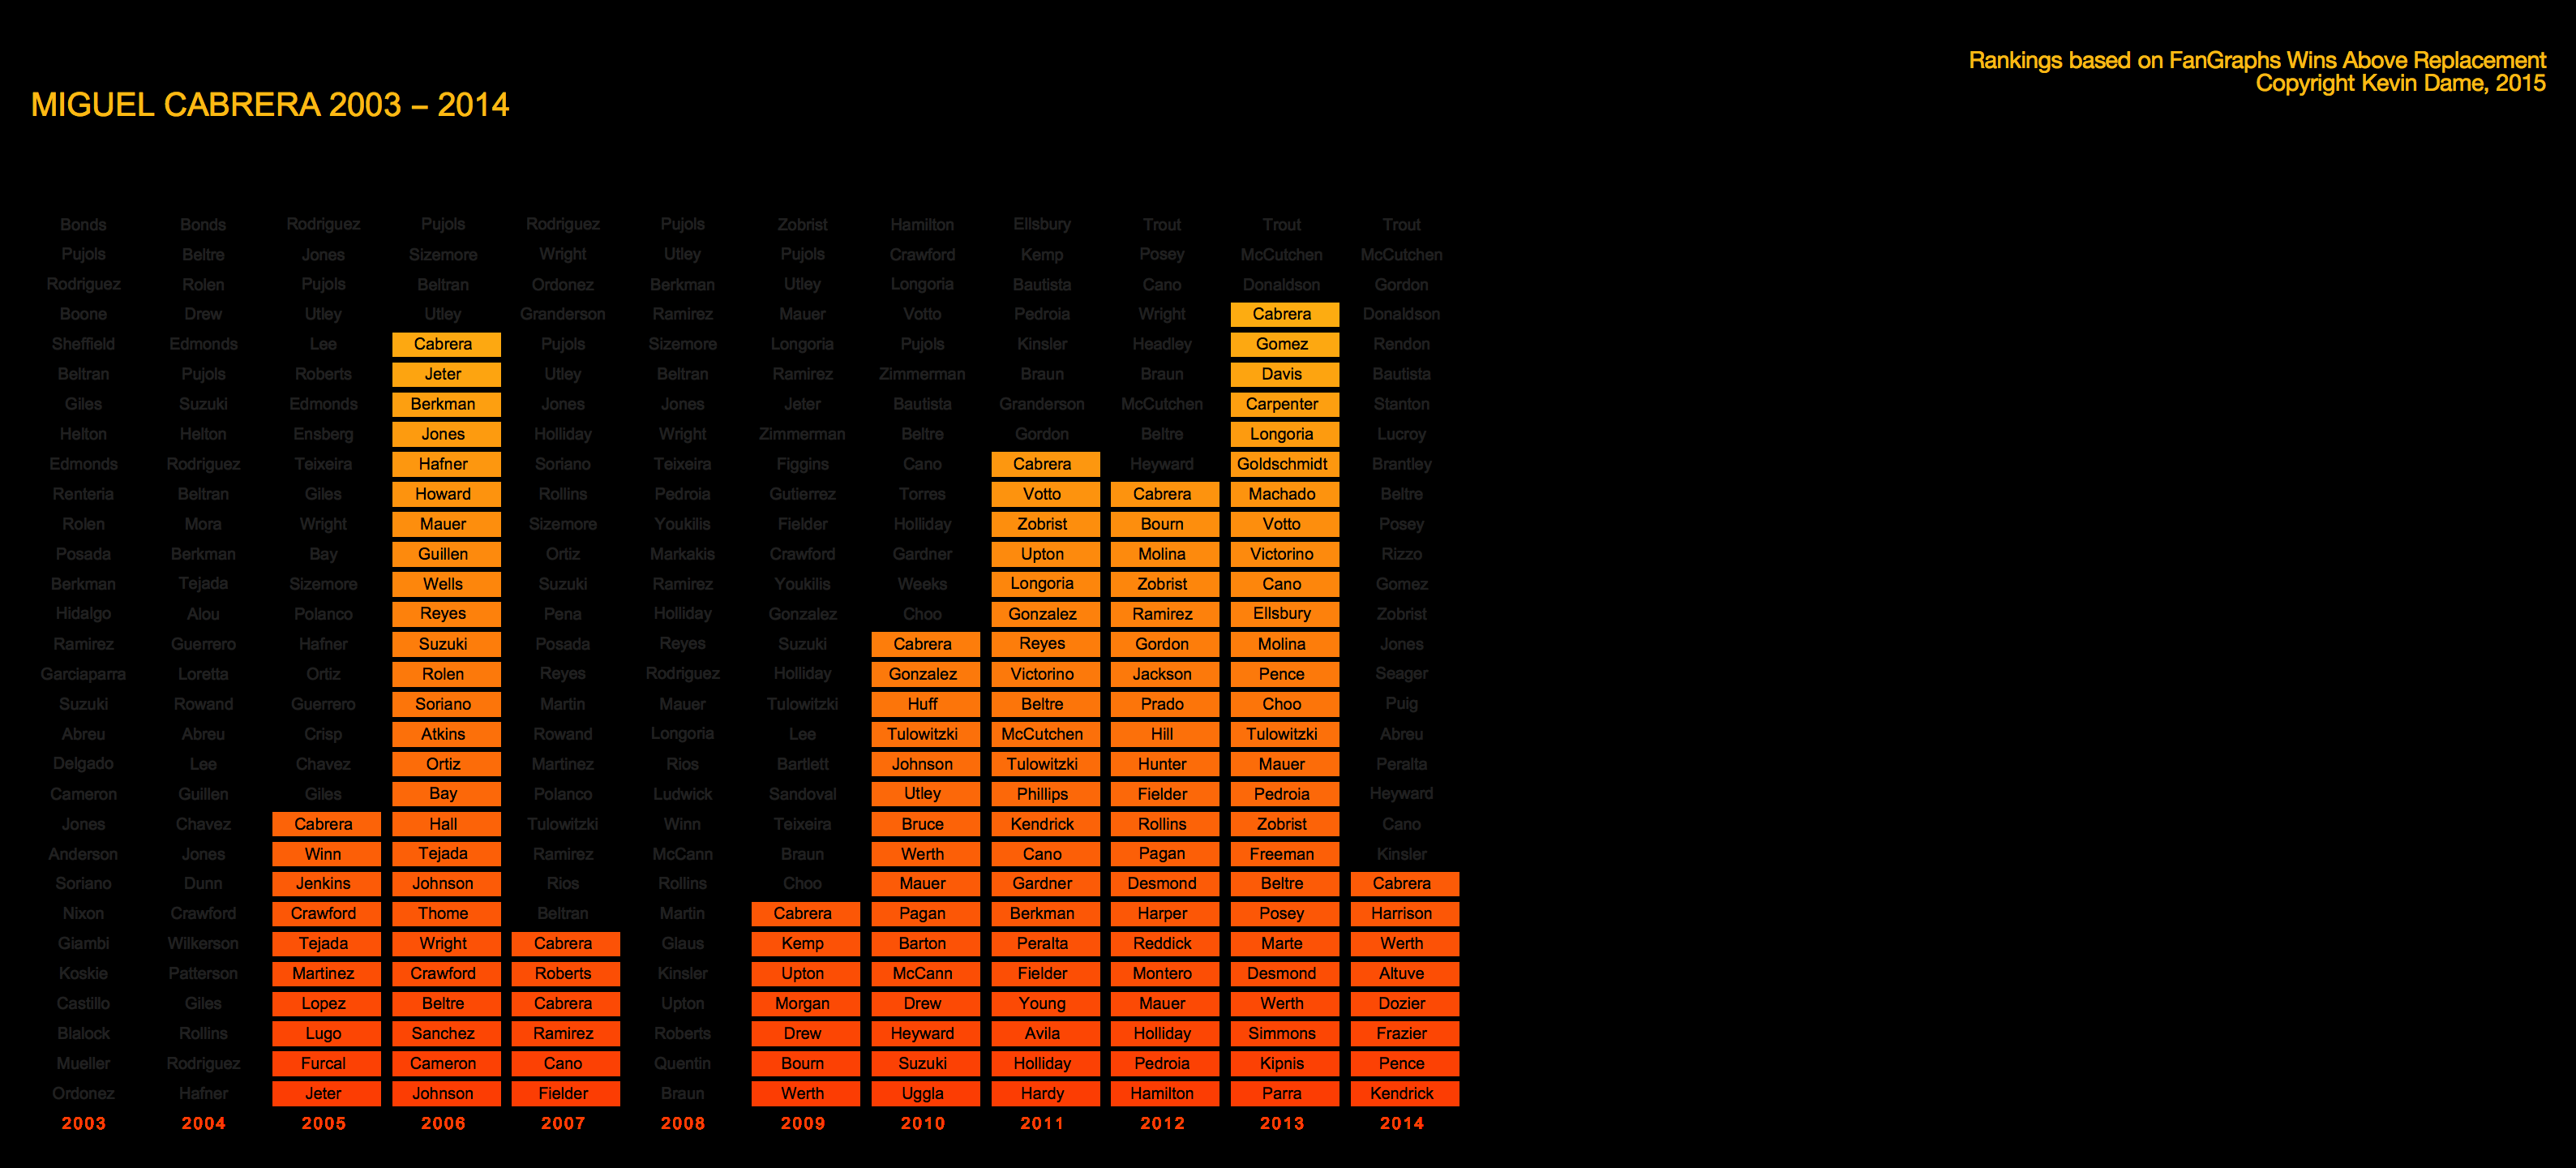 Rankings based on FanGraphs Wins Above Replacement
Copyright Kevin Dame, 2015
MIGUEL CABRERA 2003 – 2014
Bonds Bonds Rodriguez Pujols Rodriguez Pujols Zobrist Hamilton Ellsbury Trout Trout Trout
Pujols Beltre Jones Sizemore Wright Utley Pujols Crawford Kemp Posey McCutchen McCutchen
Rodriguez Rolen Pujols Beltran Ordonez Berkman Utley Longoria Bautista Cano Donaldson Gordon
Boone Drew Utley Utley Granderson Ramirez Mauer Votto Pedroia Wright Cabrera Donaldson
Sheffield Edmonds Lee Cabrera Pujols Sizemore Longoria Pujols Kinsler Headley Gomez Rendon
Beltran Pujols Roberts Jeter Utley Beltran Ramirez Zimmerman Braun Braun Davis Bautista
Giles Suzuki Edmonds Berkman Jones Jones Jeter Bautista Granderson McCutchen Carpenter Stanton
Helton Helton Ensberg Jones Holliday Wright Zimmerman Beltre Gordon Beltre Longoria Lucroy
Edmonds Rodriguez Teixeira Hafner Soriano Teixeira Figgins Cano Cabrera Heyward Goldschmidt Brantley
Renteria Beltran Giles Howard Rollins Pedroia Gutierrez Torres Votto Cabrera Machado Beltre
Rolen Mora Wright Mauer Sizemore Youkilis Fielder Holliday Zobrist Bourn Votto Posey
Posada Berkman Bay Guillen Ortiz Markakis Crawford Gardner Upton Molina Victorino Rizzo
Berkman Tejada Sizemore Wells Suzuki Ramirez Youkilis Weeks Longoria Zobrist Cano Gomez
Hidalgo Alou Polanco Reyes Pena Holliday Gonzalez Choo Gonzalez Ramirez Ellsbury Zobrist
Ramirez Guerrero Hafner Suzuki Posada Reyes Suzuki Cabrera Reyes Gordon Molina Jones
Garciaparra Loretta Ortiz Rolen Reyes Rodriguez Holliday Gonzalez Victorino Jackson Pence Seager
Suzuki Rowand Guerrero Soriano Martin Mauer Tulowitzki Huff Beltre Prado Choo Puig
Abreu Abreu Crisp Atkins Rowand Longoria Lee Tulowitzki McCutchen Hill Tulowitzki Abreu
Delgado Lee Chavez Ortiz Martinez Rios Bartlett Johnson Tulowitzki Hunter Mauer Peralta
Cameron Guillen Giles Bay Polanco Ludwick Sandoval Utley Phillips Fielder Pedroia Heyward
Jones Chavez Cabrera Hall Tulowitzki Winn Teixeira Bruce Kendrick Rollins Zobrist Cano
Anderson Jones Winn Tejada Ramirez McCann Braun Werth Cano Pagan Freeman Kinsler
Soriano Dunn Jenkins Johnson Rios Rollins Choo Mauer Gardner Desmond Beltre Cabrera
Nixon Crawford Crawford Thome Beltran Martin Cabrera Pagan Berkman Harper Posey Harrison
Giambi Wilkerson Tejada Wright Cabrera Glaus Kemp Barton Peralta Reddick Marte Werth
Koskie Patterson Martinez Crawford Roberts Kinsler Upton McCann Fielder Montero Desmond Altuve
Castillo Giles Lopez Beltre Cabrera Upton Morgan Drew Young Mauer Werth Dozier
Blalock Rollins Lugo Sanchez Ramirez Roberts Drew Heyward Avila Holliday Simmons Frazier
Mueller Rodriguez Furcal Cameron Cano Quentin Bourn Suzuki Holliday Pedroia Kipnis Pence
Ordonez Hafner Jeter Johnson Fielder Braun Werth Uggla Hardy Hamilton Parra Kendrick
2003 2004 2005 2006 2007 2008 2009 2010 2011 2012 2013 2014